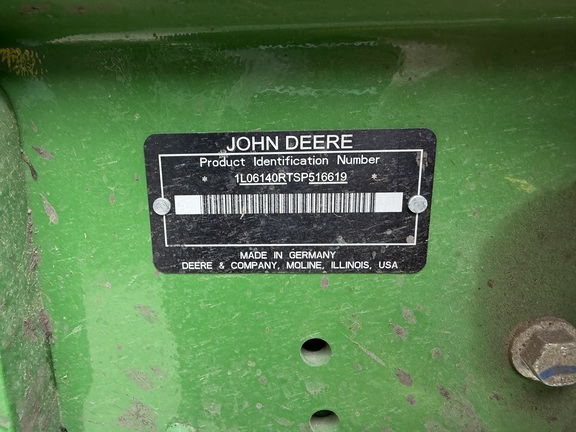 JOHN DEERE
Product Identification Number
* 1L06140RTSP516619 *
MADE IN GERMANY
DEERE & COMPANY, MOLINE, ILLINOIS, USA